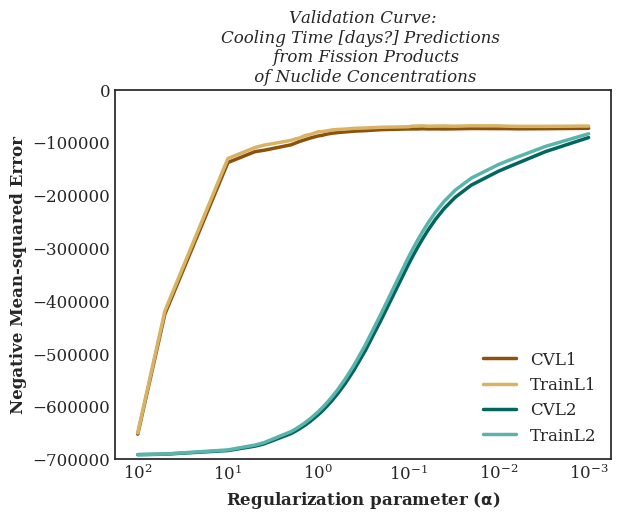 Validation Curve:
Cooling Time [days?] Predictions
from Fission Products
of Nuclide Concentrations
Negative Mean-squared Error
0
−100000
−200000
−300000
−400000
−500000
−600000
−700000
CVL1
TrainL1
CVL2
TrainL2
10² 10¹ 10⁰ 10⁻¹ 10⁻² 10⁻³
Regularization parameter (α)